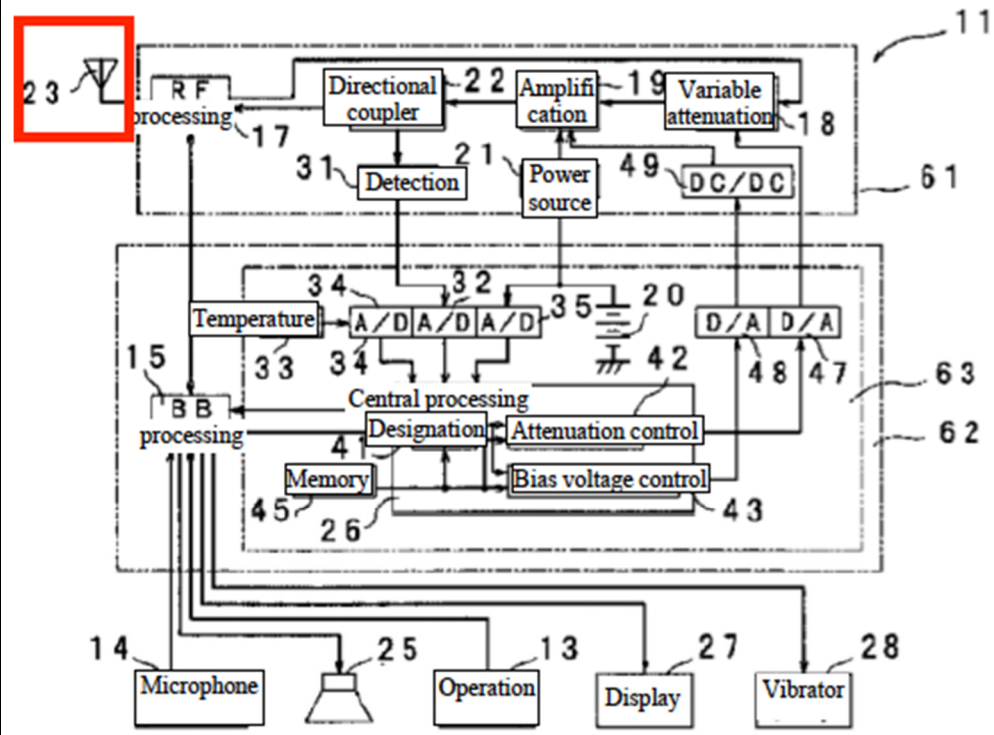 11
23
RF
processing
17
Directional
coupler
22
Amplifi
cation
19
Variable
attenuation
18
31
Detection
21
Power
source
49
DC/DC
61
34
32
35
20
Temperature
33
A/D
A/D
A/D
34
D/A
D/A
48
47
15
BB
processing
Central processing
42
63
62
Designation
Attenuation control
4
Memory
45
26
Bias voltage control
43
14
Microphone
25
13
Operation
27
Display
28
Vibrator